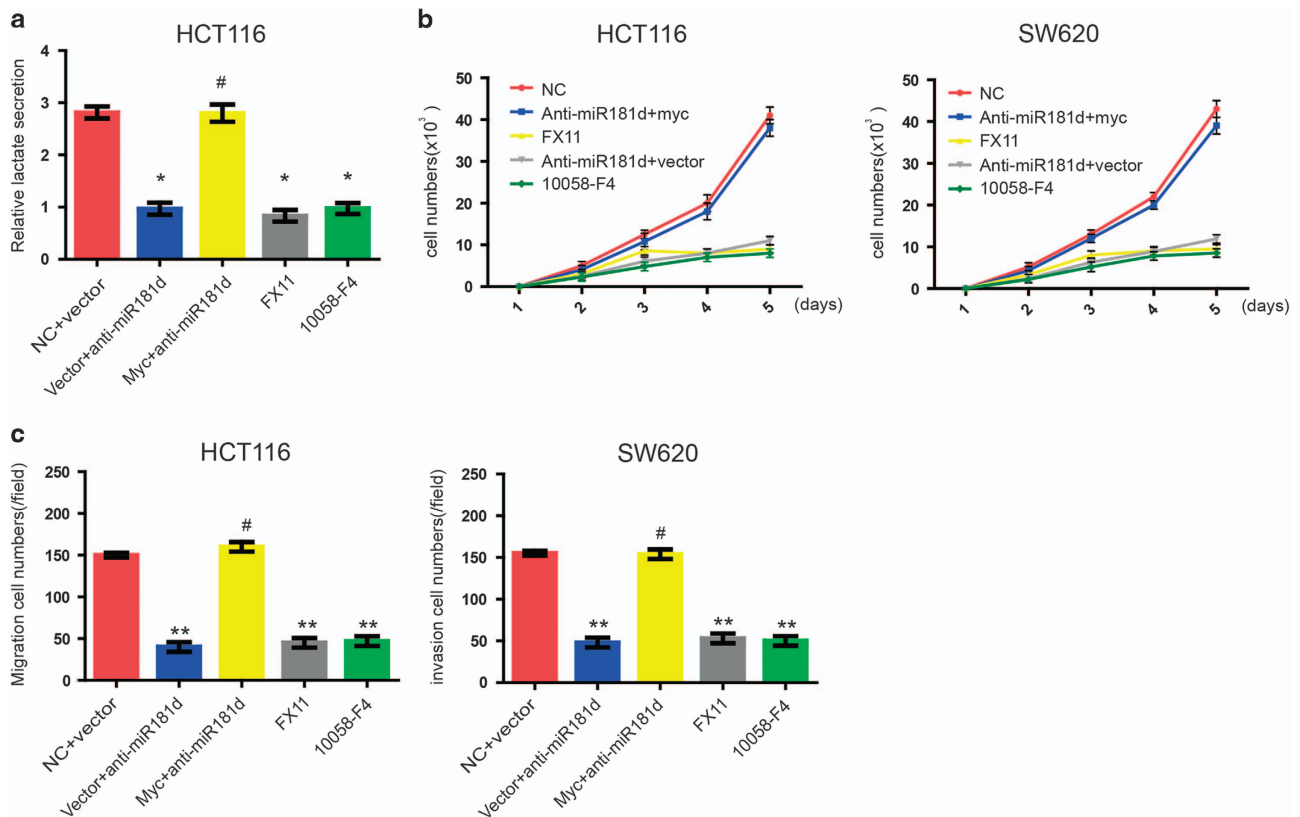 a
HCT116
Relative lactate secretion
4
3
2
1
0
#
*
*
*
NC+vector
Vector+anti-miR181d
Myc+anti-miR181d
FX11
10058-F4
b
HCT116
cell numbers(x10³)
50
40
30
20
10
0
NC
Anti-miR181d+myc
FX11
Anti-miR181d+vector
10058-F4
1 2 3 4 5 (days)
SW620
cell numbers(x10³)
50
40
30
20
10
0
NC
Anti-miR181d+myc
FX11
Anti-miR181d+vector
10058-F4
1 2 3 4 5 (days)
c
HCT116
Migration cell numbers(/field)
250
200
150
100
50
0
**
#
**
**
NC+vector
Vector+anti-miR181d
Myc+anti-miR181d
FX11
10058-F4
SW620
invasion cell numbers(/field)
250
200
150
100
50
0
**
#
**
**
NC+vector
Vector+anti-miR181d
Myc+anti-miR181d
FX11
10058-F4